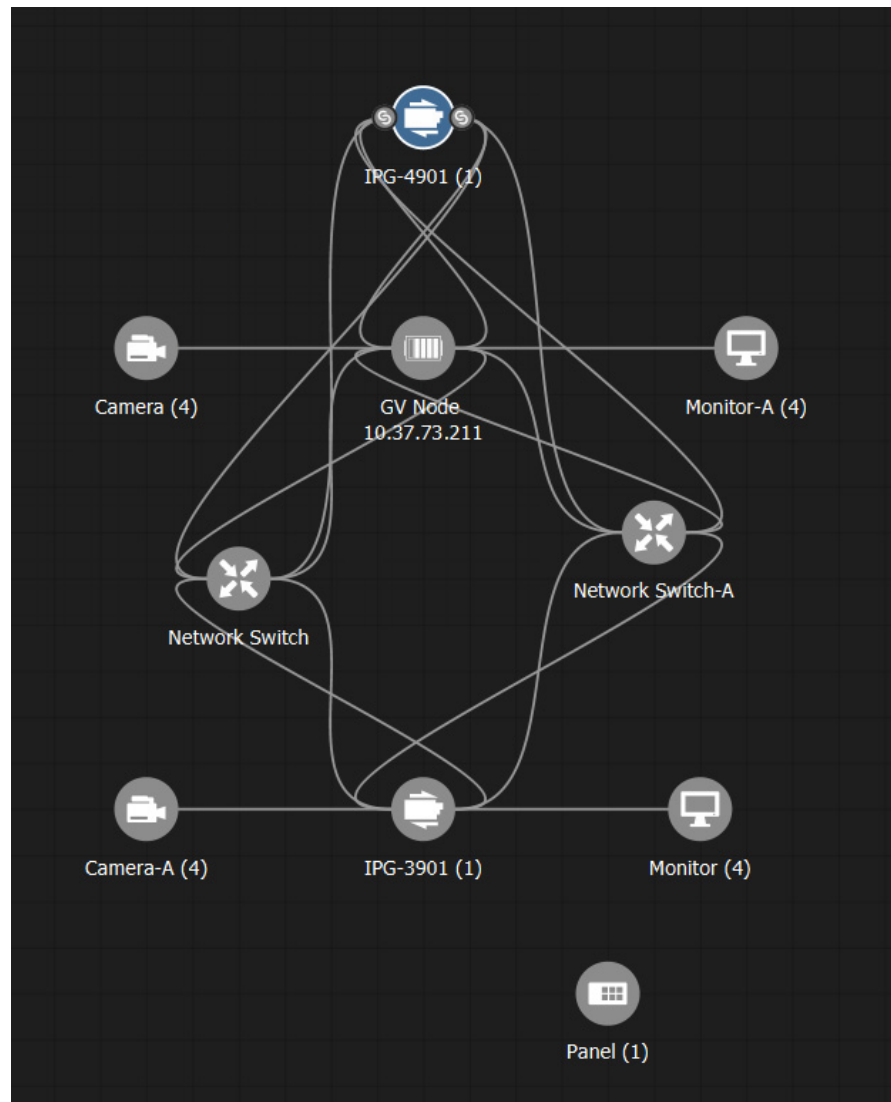 IPG-4901 (1)
Camera (4)
GV Node
10.37.73.211
Monitor-A (4)
Network Switch-A
Network Switch
Camera-A (4)
IPG-3901 (1)
Monitor (4)
Panel (1)